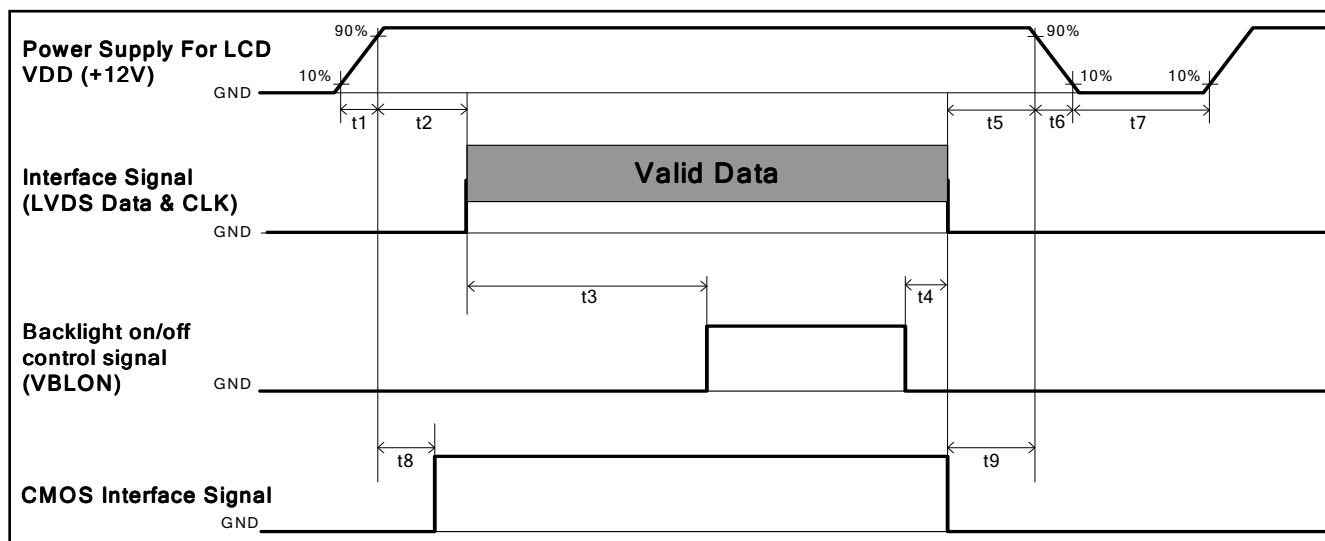 Power Supply For LCD
VDD (+12V)
90%
90%
10%
10%
10%
GND
t1
t2
t5
t6
t7
Valid Data
Interface Signal
(LVDS Data & CLK)
GND
t3
t4
Backlight on/off
control signal
(VBLON)
GND
t8
t9
CMOS Interface Signal
GND